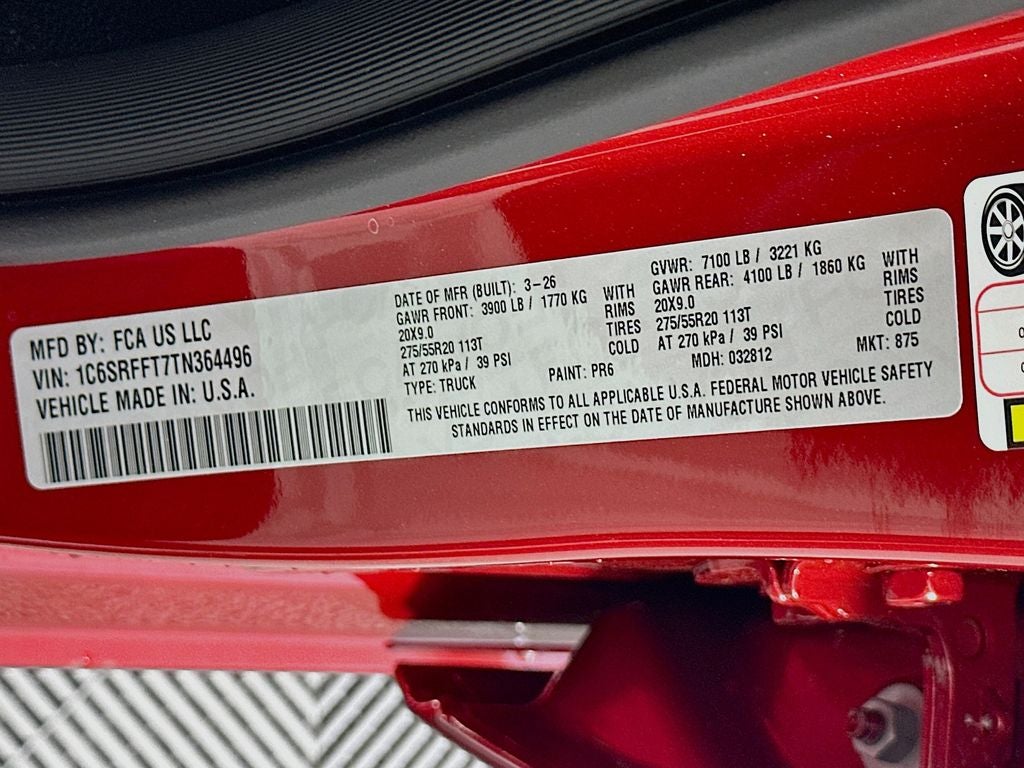 MFD BY: FCA US LLC
VIN: 1C6SRFFT7TN364496
VEHICLE MADE IN: U.S.A.
DATE OF MFR (BUILT): 3-26
GAWR FRONT: 3900 LB / 1770 KG WITH
20X9.0 RIMS
275/55R20 113T TIRES
AT 270 kPa / 39 PSI COLD
TYPE: TRUCK PAINT: PR6
GVWR: 7100 LB / 3221 KG
GAWR REAR: 4100 LB / 1860 KG WITH
20X9.0 RIMS
275/55R20 113T TIRES
AT 270 kPa / 39 PSI COLD
MDH: 032812 MKT: 875
THIS VEHICLE CONFORMS TO ALL APPLICABLE U.S.A. FEDERAL MOTOR VEHICLE SAFETY
STANDARDS IN EFFECT ON THE DATE OF MANUFACTURE SHOWN ABOVE.